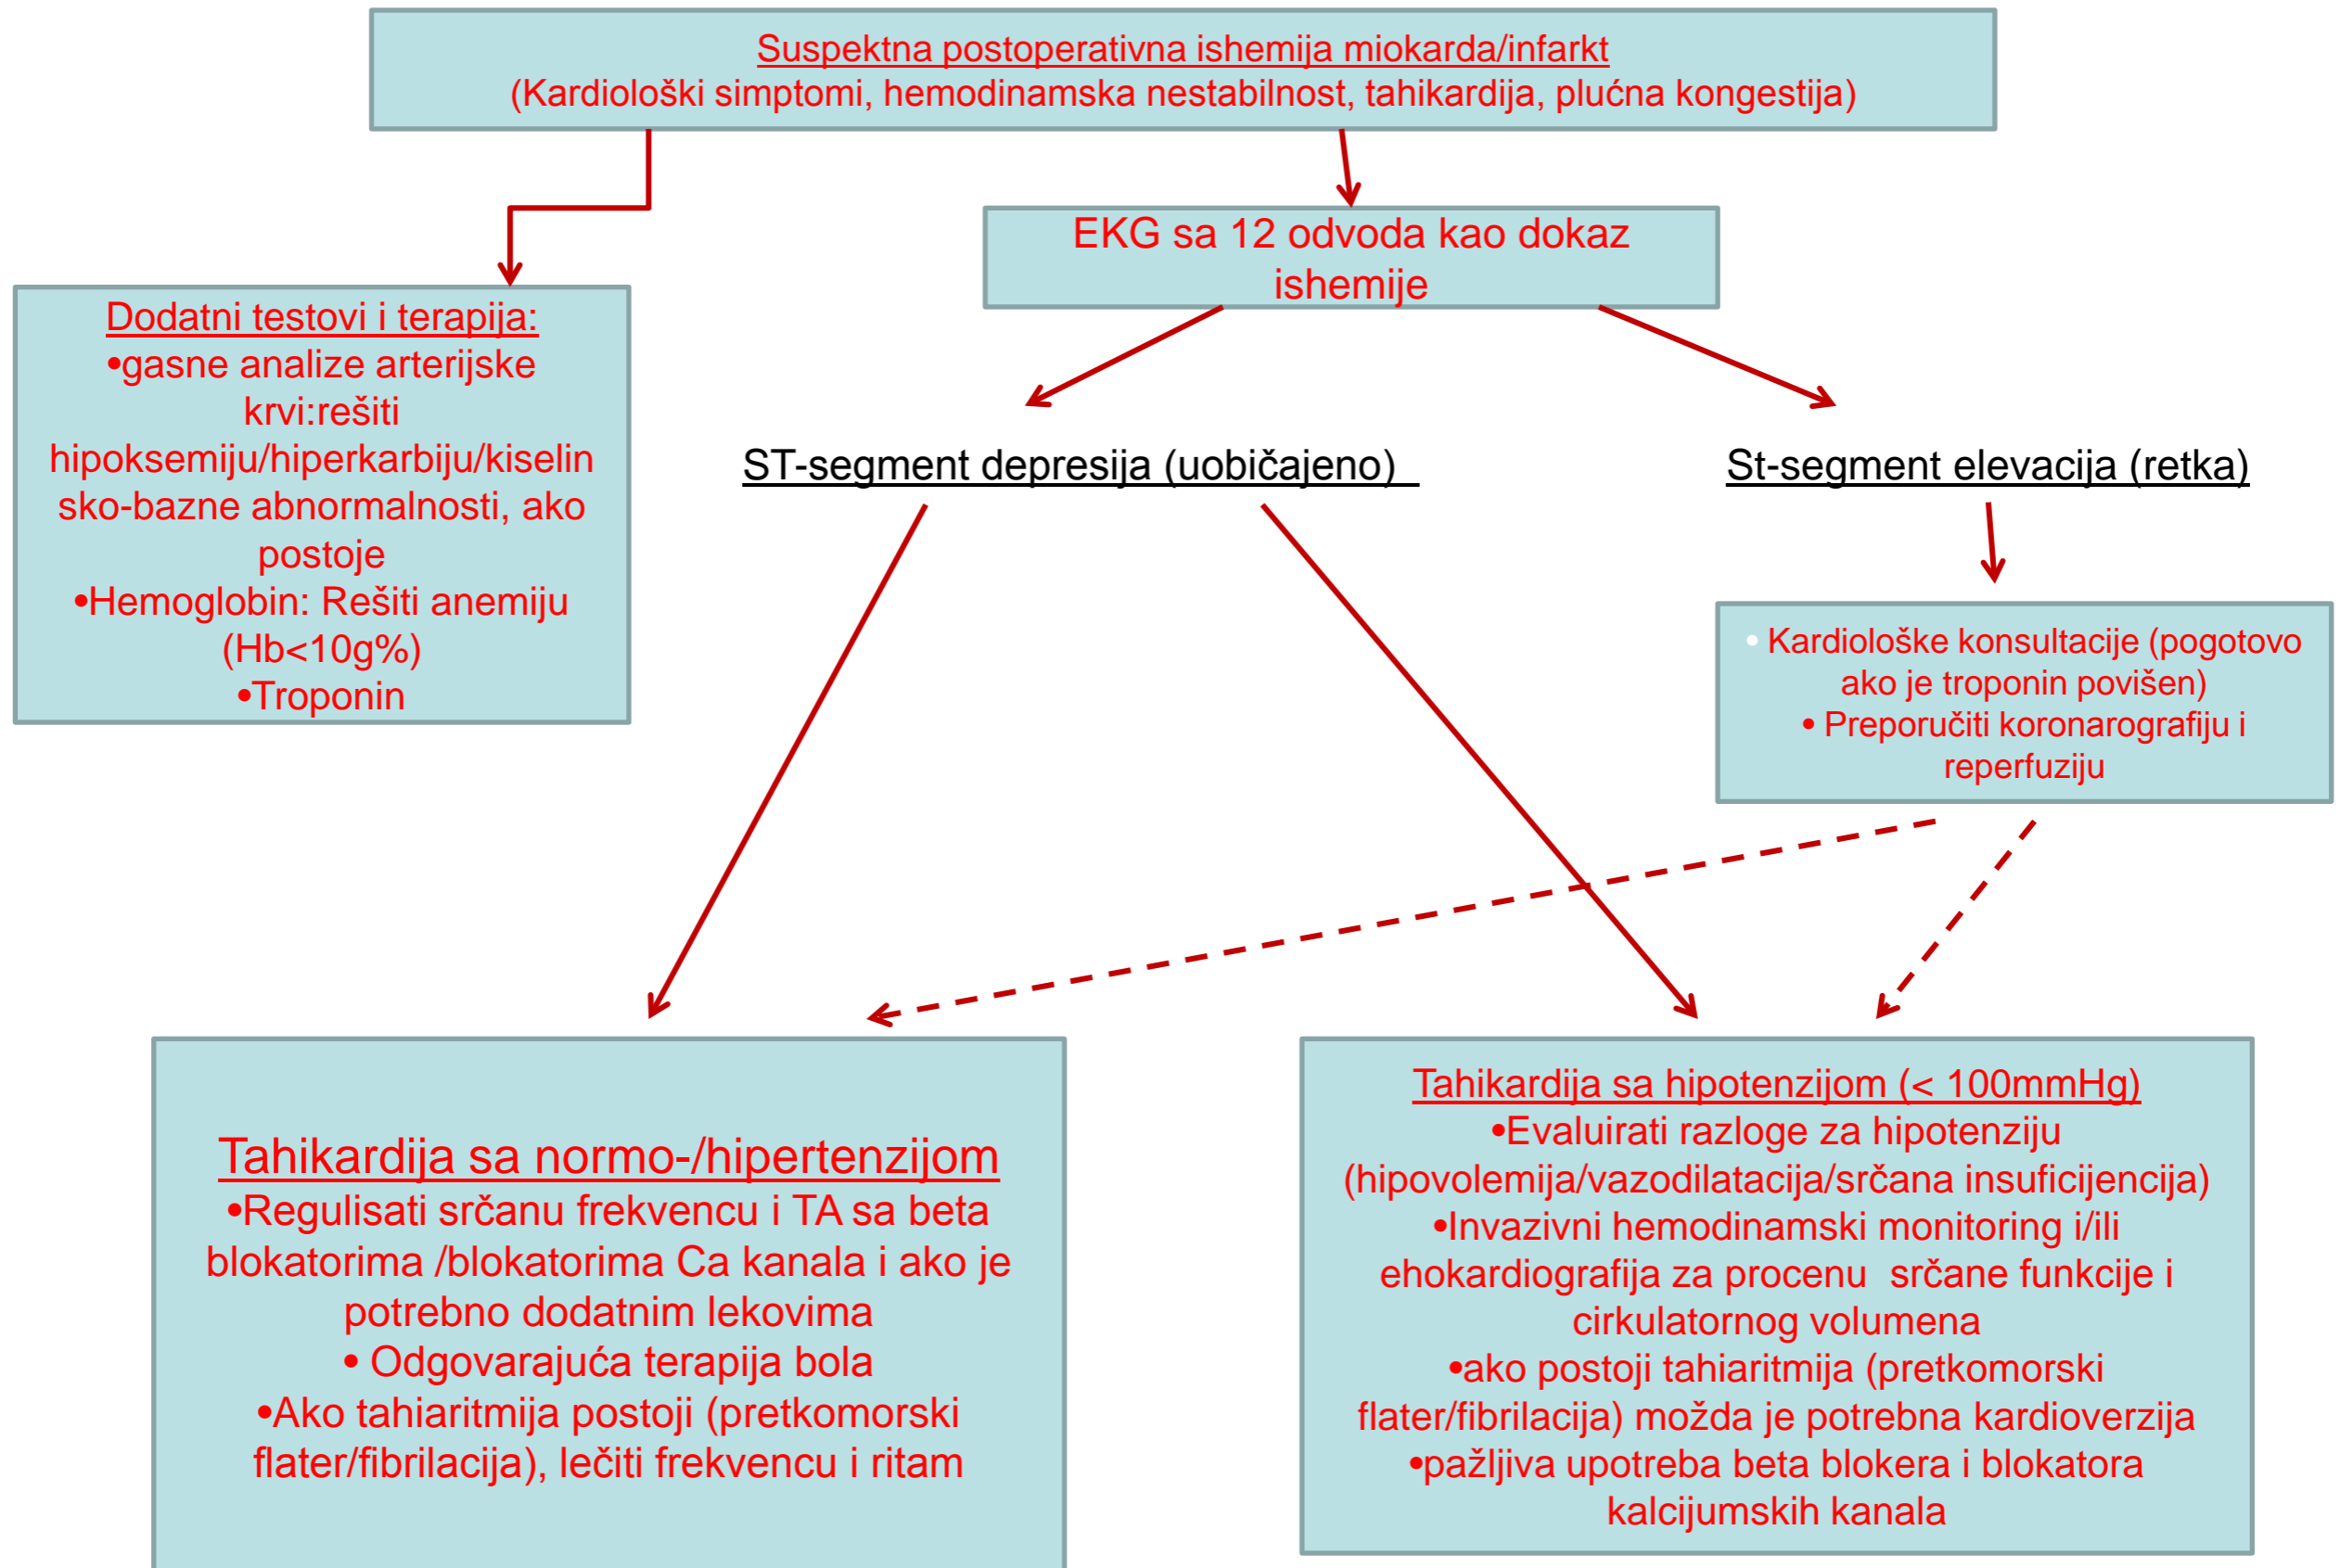 Suspektna postoperativna ishemija miokarda/infarkt
(Kardiološki simptomi, hemodinamska nestabilnost, tahikardija, plućna kongestija)
EKG sa 12 odvoda kao dokaz
ishemije
Dodatni testovi i terapija:
•gasne analize arterijske
krvi:rešiti
hipoksemiju/hiperkarbiju/kiselin
sko-bazne abnormalnosti, ako
postoje
•Hemoglobin: Rešiti anemiju
(Hb<10g%)
•Troponin
ST-segment depresija (uobičajeno)
St-segment elevacija (retka)
• Kardiološke konsultacije (pogotovo
ako je troponin povišen)
• Preporučiti koronarografiju i
reperfuziju
Tahikardija sa normo-/hipertenzijom
•Regulisati srčanu frekvencu i TA sa beta
blokatorima /blokatorima Ca kanala i ako je
potrebno dodatnim lekovima
• Odgovarajuća terapija bola
•Ako tahiaritmija postoji (pretkomorski
flater/fibrilacija), lečiti frekvencu i ritam
Tahikardija sa hipotenzijom (< 100mmHg)
•Evaluirati razloge za hipotenziju
(hipovolemija/vazodilatacija/srčana insuficijencija)
•Invazivni hemodinamski monitoring i/ili
ehokardiografija za procenu  srčane funkcije i
cirkulatornog volumena
•ako postoji tahiaritmija (pretkomorski
flater/fibrilacija) možda je potrebna kardioverzija
•pažljiva upotreba beta blokera i blokatora
kalcijumskih kanala